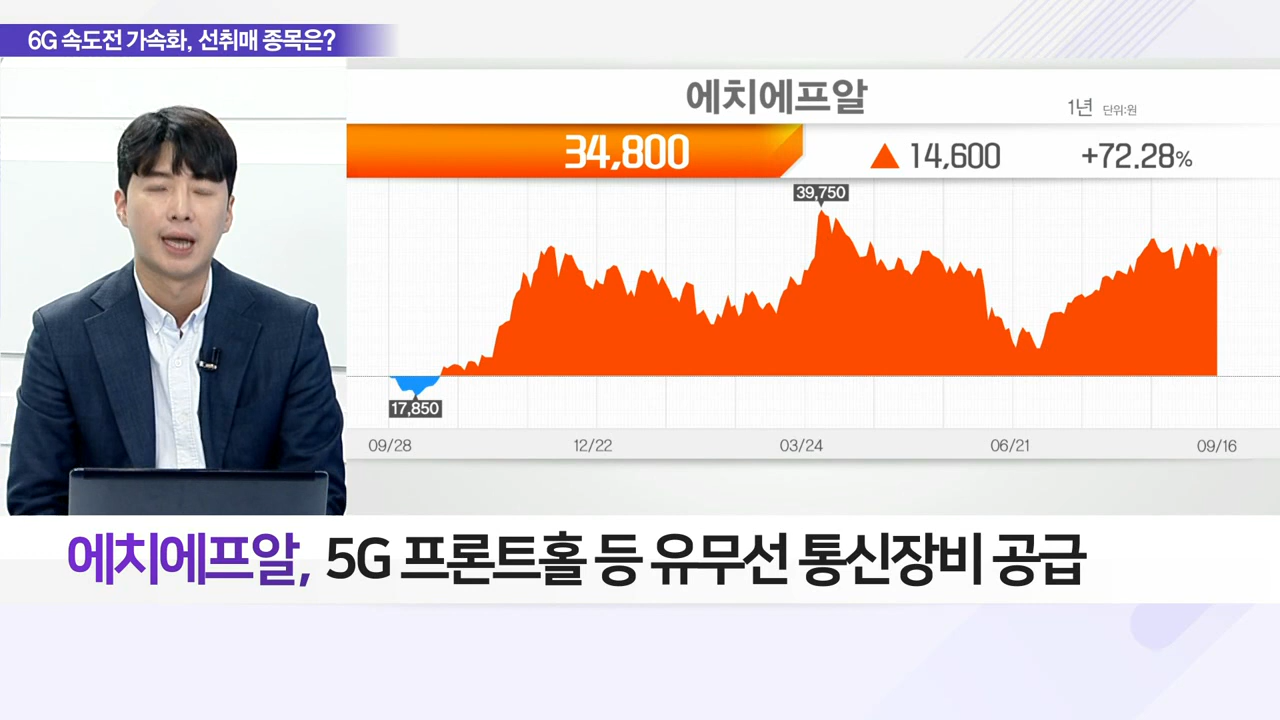 6G 속도전 가속화, 선취매 종목은?
에치에프알
1년 단위:원
34,800 ▲ 14,600 +72.28%
39,750
17,850
09/28 12/22 03/24 06/21 09/16
에치에프알, 5G 프론트홀 등 유무선 통신장비 공급